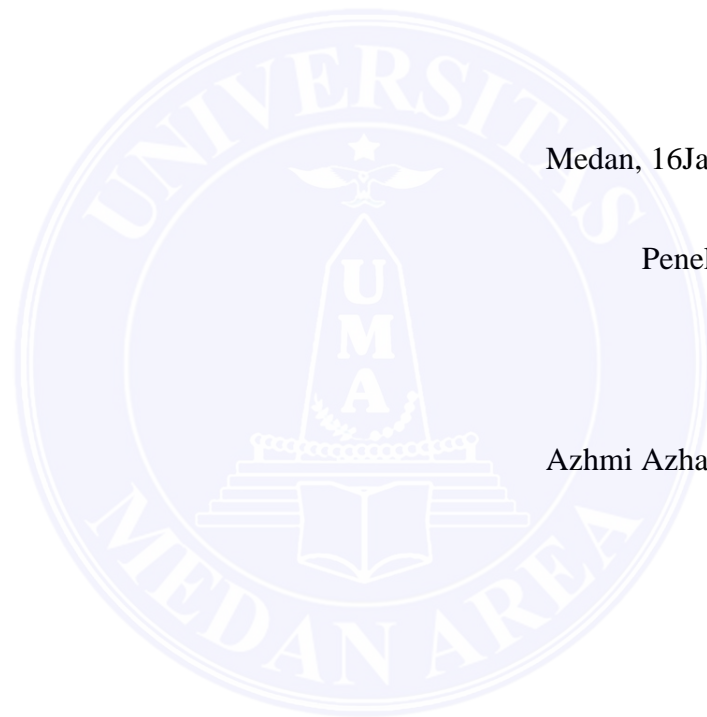 UNIVERSITAS
Medan, 16Ja
Penel
UMA
Azhmi Azha
MEDAN AREA